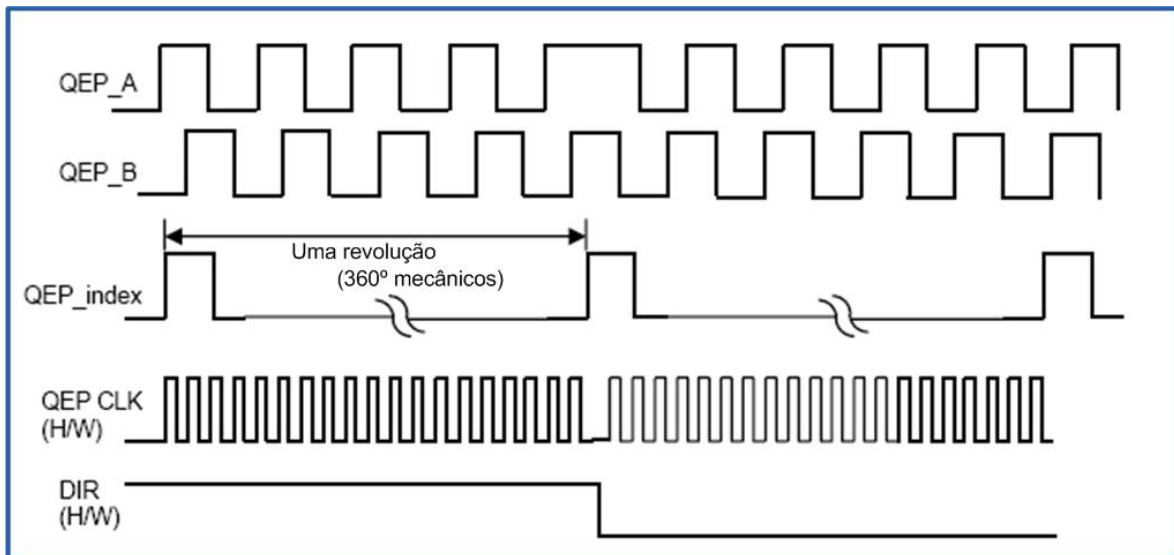 QEP_A
QEP_B
Uma revolução
(360º mecânicos)
QEP_index
QEP CLK
(H/W)
DIR
(H/W)